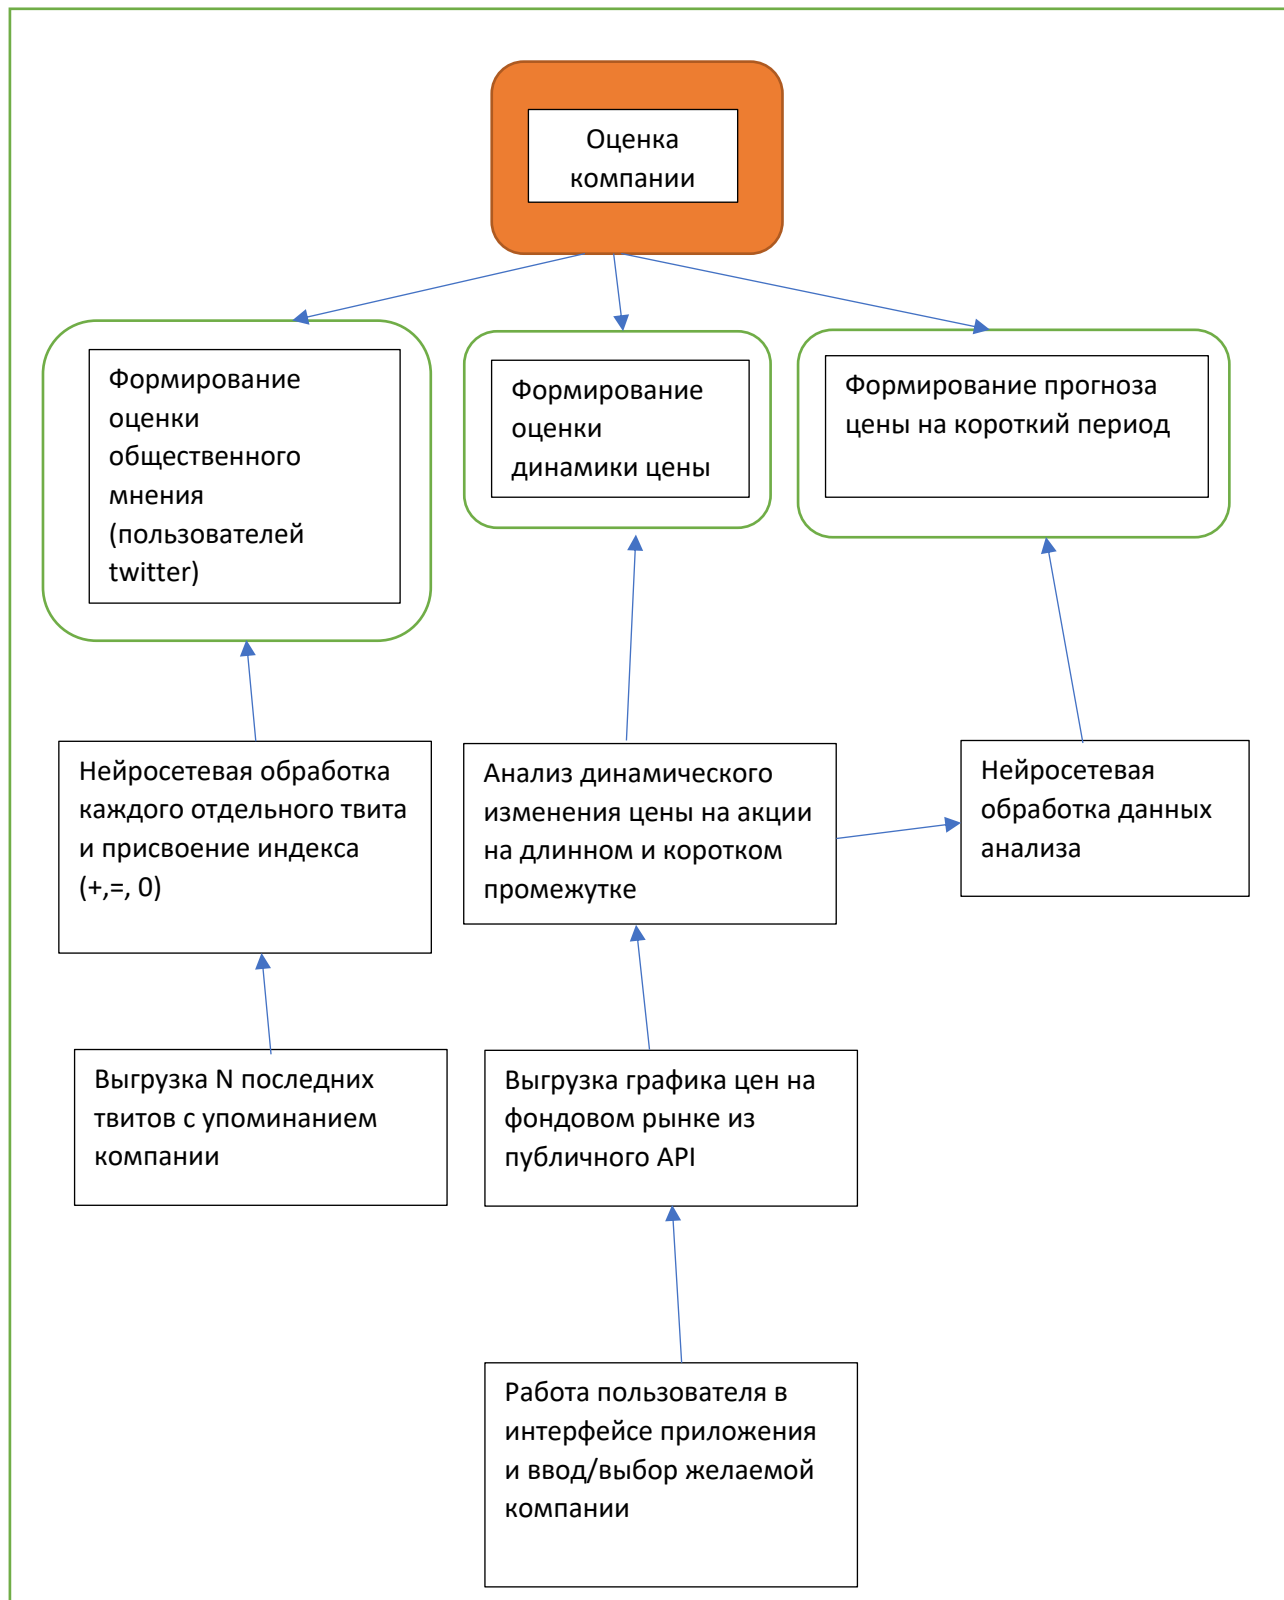 Оценка
компании
Формирование
оценки
общественного
мнения
(пользователей
twitter)
Формирование
оценки
динамики цены
Формирование прогноза
цены на короткий период
Нейросетевая обработка
каждого отдельного твита
и присвоение индекса
(+,=, 0)
Анализ динамического
изменения цены на акции
на длинном и коротком
промежутке
Нейросетевая
обработка данных
анализа
Выгрузка N последних
твитов с упоминанием
компании
Выгрузка графика цен на
фондовом рынке из
публичного API
Работа пользователя в
интерфейсе приложения
и ввод/выбор желаемой
компании